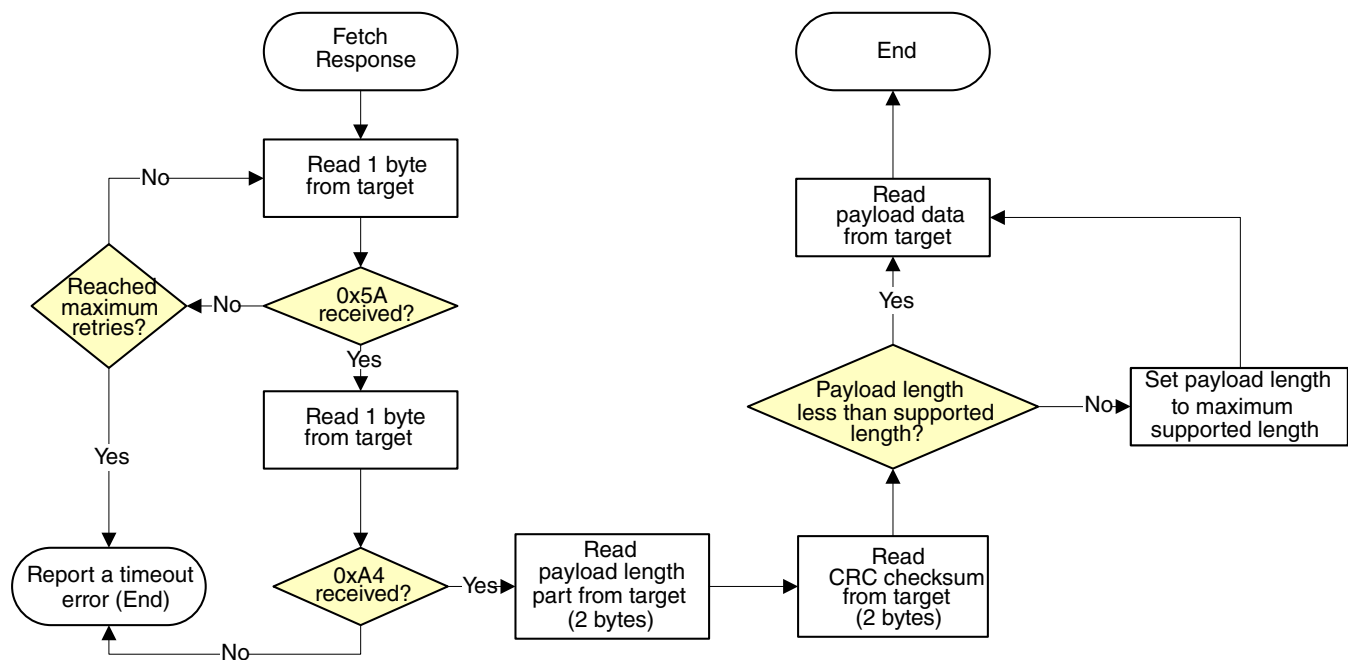 Fetch
Response
Read 1 byte
from target
No
Reached
maximum
retries?
No
0x5A
received?
Yes
Read 1 byte
from target
Yes
Report a timeout
error (End)
No
0xA4
received?
Yes
Read
payload length
part from target
(2 bytes)
Read
CRC checksum
from target
(2 bytes)
Payload length
less than supported
length?
No
Set payload length
to maximum
supported length
Yes
Read
payload data
from target
End